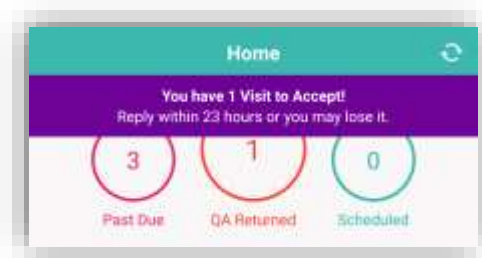 Home
You have 1 Visit to Accept!
Reply within 23 hours or you may lose it.
3 1 0
Past Due QA Returned Scheduled